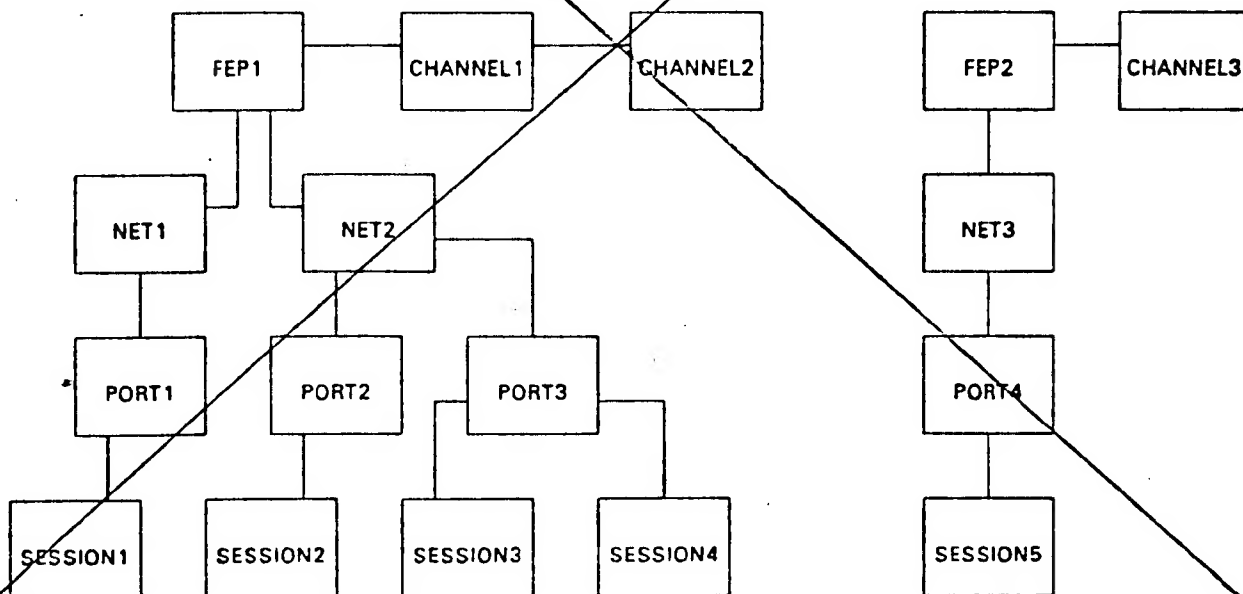 FEP1
CHANNEL1
CHANNEL2
FEP2
CHANNEL3
NET1
NET2
NET3
PORT1
PORT2
PORT3
PORT4
SESSION1
SESSION2
SESSION3
SESSION4
SESSION5